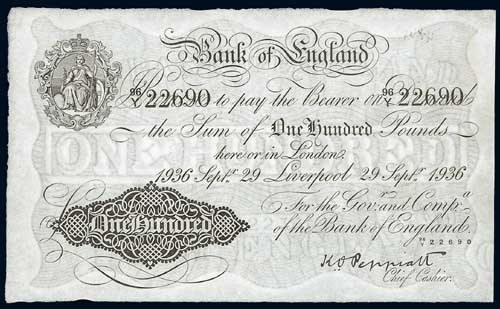 Bank of England
96/Y 22690 to pay the Bearer on 96/Y 22690
the Sum of One Hundred Pounds
here or in London
1936 Septr. 29 Liverpool 29 Septr. 1936
For the Govr. and Compa.
of the Bank of England.
One Hundred
96/Y 22690
K O Peppiatt
Chief Cashier.